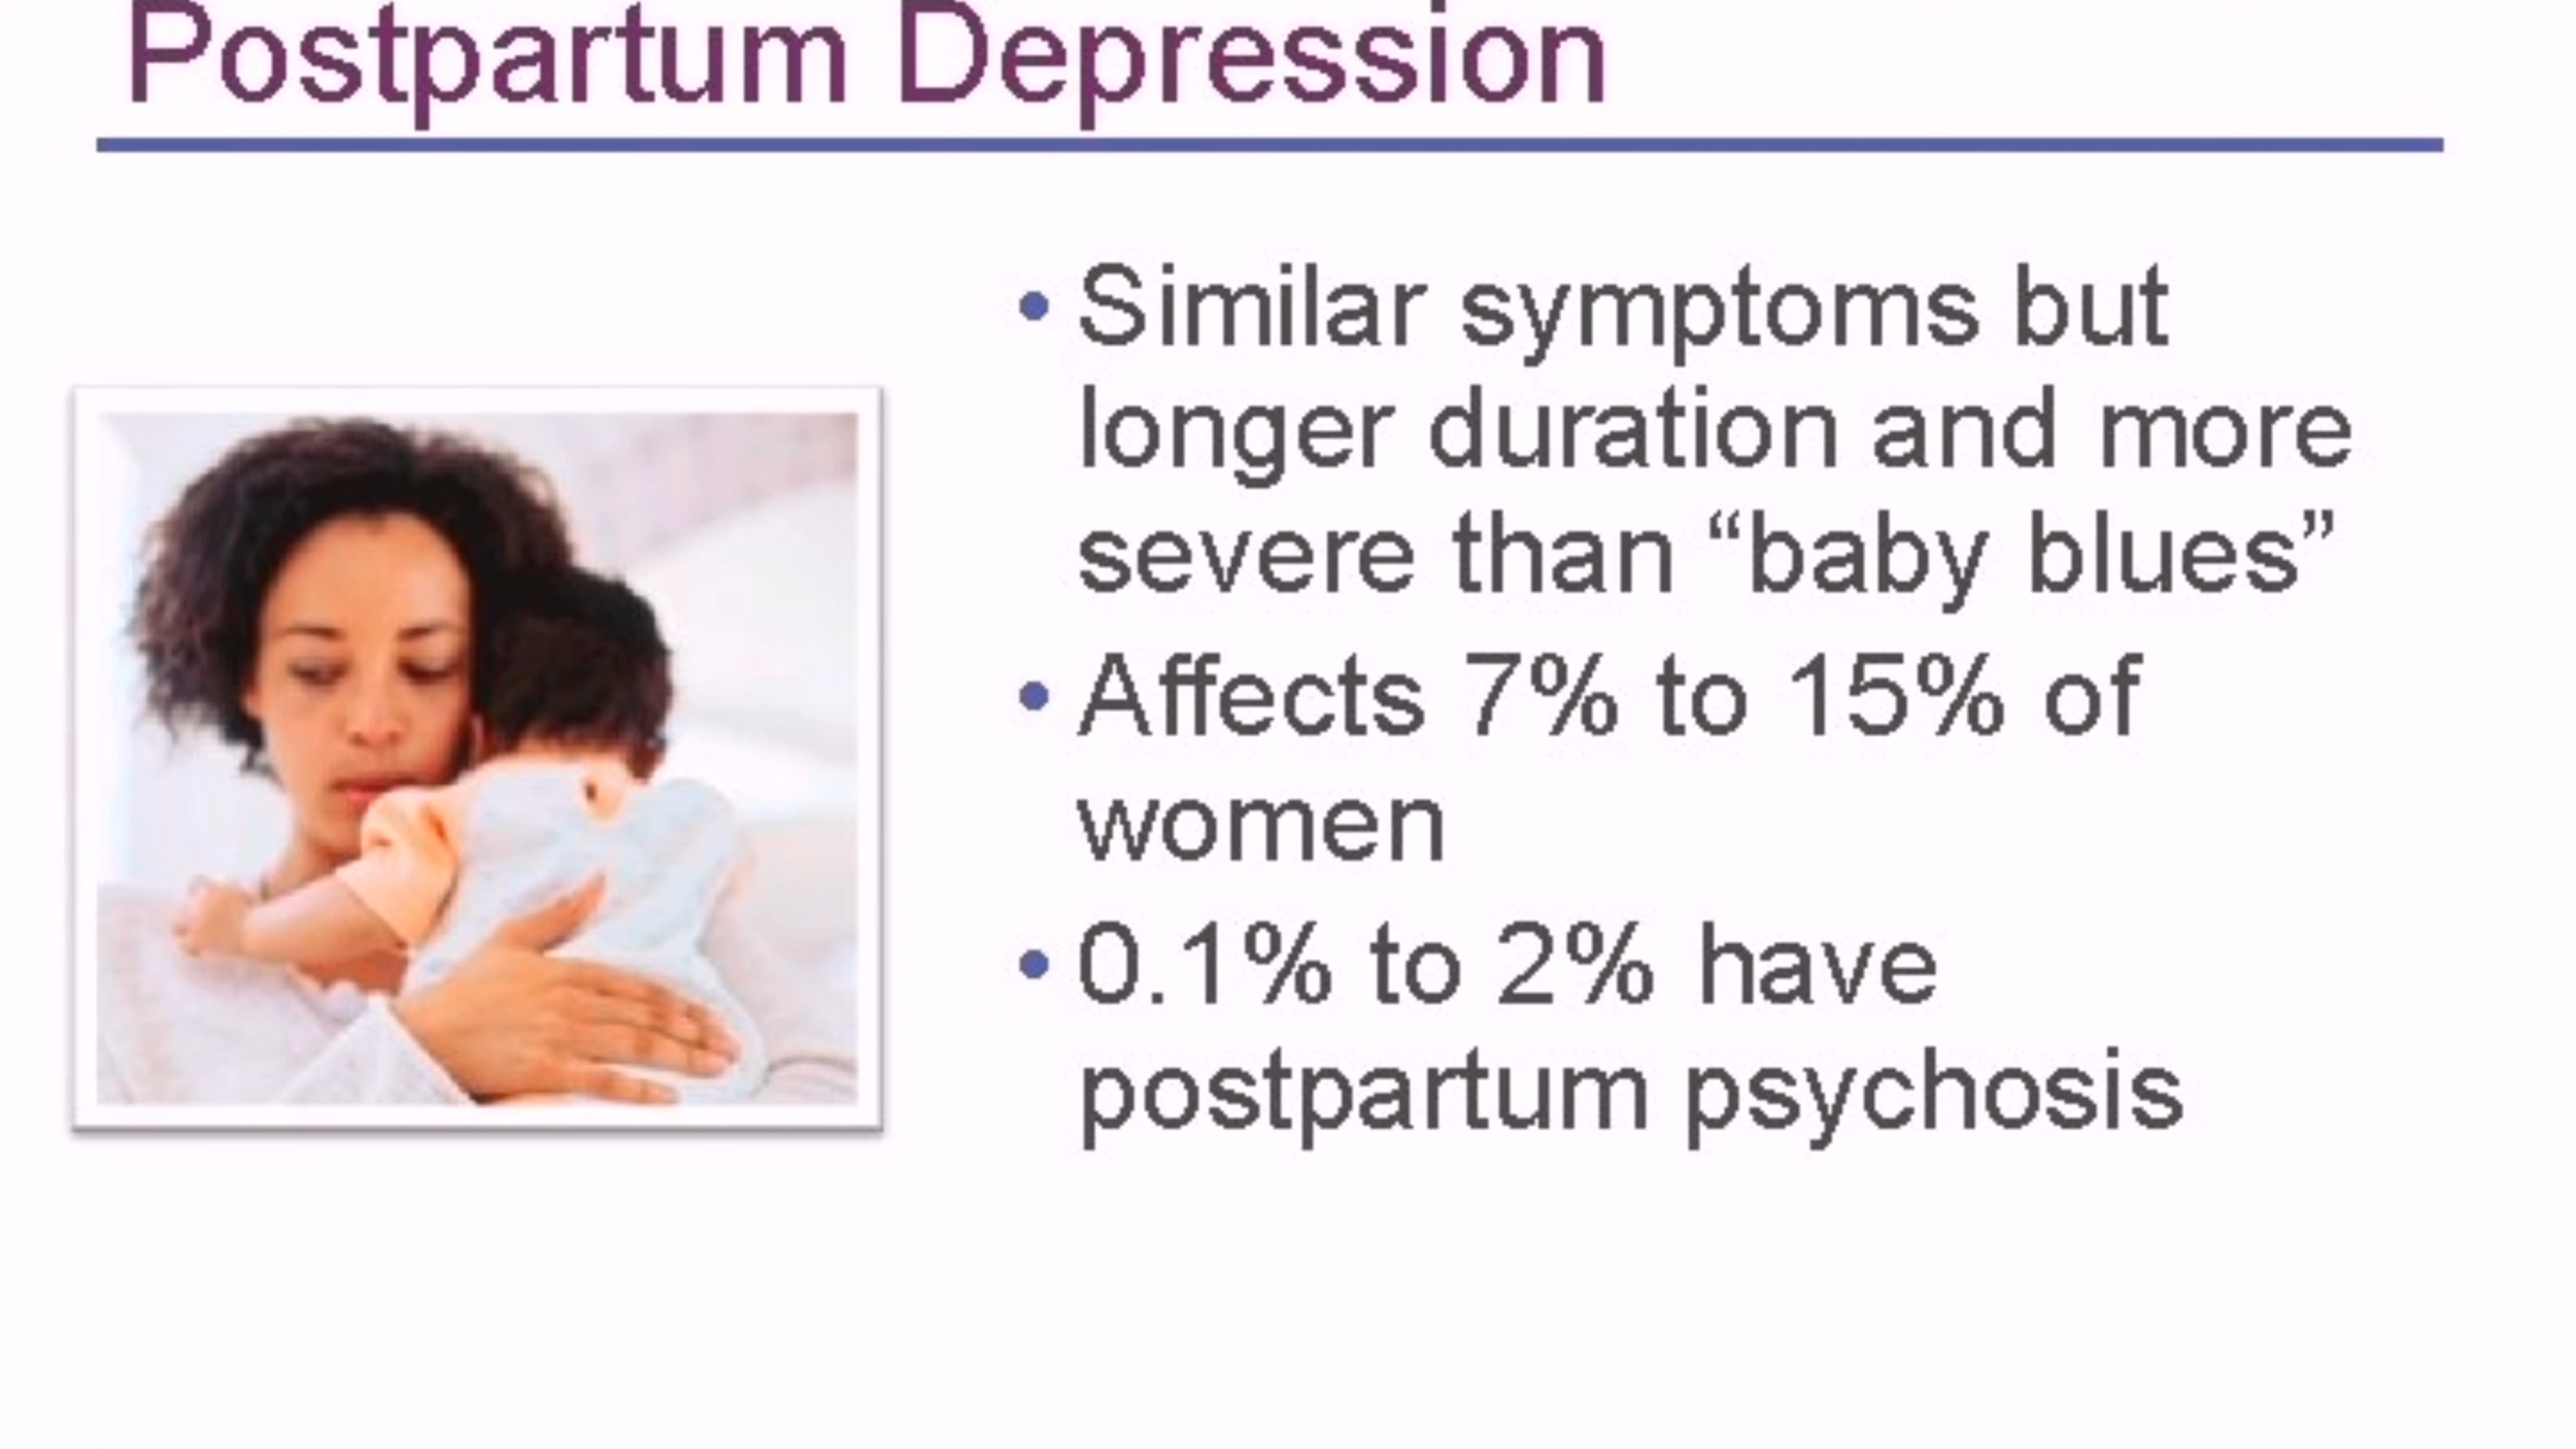 Postpartum Depression
• Similar symptoms but
longer duration and more
severe than “baby blues”
• Affects 7% to 15% of
women
• 0.1% to 2% have
postpartum psychosis